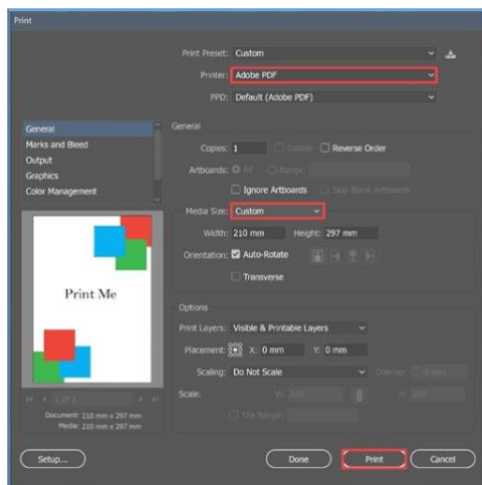 Print
Print Preset: Custom
Printer: Adobe PDF
PPD: Default (Adobe PDF)
General
Marks and Bleed
Output
Graphics
Color Management
General
Copies: 1 Collate Reverse Order
Artboards: All Range:
Ignore Artboards Skip Blank Artboards
Media Size: Custom
Width: 210 mm Height: 297 mm
Orientation: Auto-Rotate
Transverse
Options
Print Layers: Visible & Printable Layers
Placement: X: 0 mm Y: 0 mm
Scaling: Do Not Scale Overlap: 0 mm
Scale: W: 100 H: 100
Tile Range:
Print Me
1 of 1
Document: 210 mm x 297 mm
Media: 210 mm x 297 mm
Setup...
Done
Print
Cancel